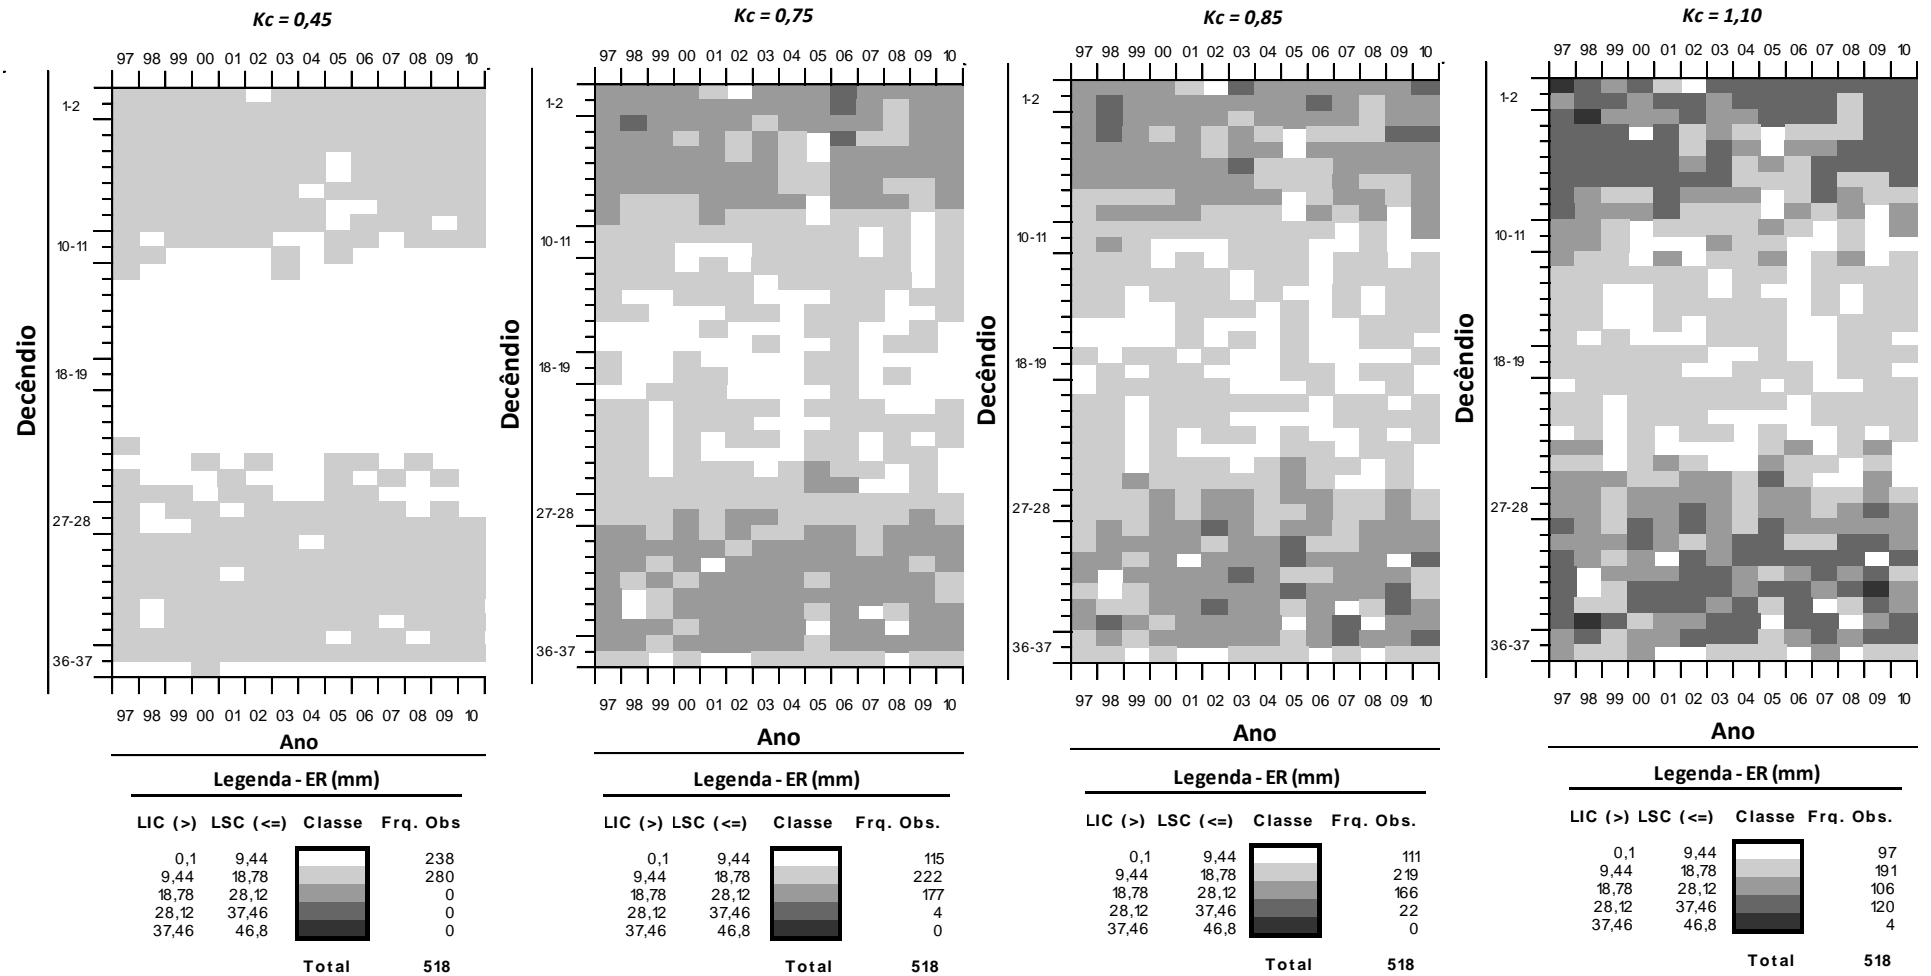 Kc = 0,45
97 98 99 00 01 02 03 04 05 06 07 08 09 10
1-2
10-11
18-19
27-28
36-37
Decêndio
97 98 99 00 01 02 03 04 05 06 07 08 09 10
Ano
Legenda - ER (mm)
LIC (>) LSC (<=) Classe Frq. Obs
0,1 9,44 238
9,44 18,78 280
18,78 28,12 0
28,12 37,46 0
37,46 46,8 0
Total 518
Kc = 0,75
97 98 99 00 01 02 03 04 05 06 07 08 09 10
1-2
10-11
18-19
27-28
36-37
Decêndio
97 98 99 00 01 02 03 04 05 06 07 08 09 10
Ano
Legenda - ER (mm)
LIC (>) LSC (<=) Classe Frq. Obs.
0,1 9,44 115
9,44 18,78 222
18,78 28,12 177
28,12 37,46 4
37,46 46,8 0
Total 518
Kc = 0,85
97 98 99 00 01 02 03 04 05 06 07 08 09 10
1-2
10-11
18-19
27-28
36-37
Decêndio
97 98 99 00 01 02 03 04 05 06 07 08 09 10
Ano
Legenda - ER (mm)
LIC (>) LSC (<=) Classe Frq. Obs.
0,1 9,44 111
9,44 18,78 219
18,78 28,12 166
28,12 37,46 22
37,46 46,8 0
Total 518
Kc = 1,10
97 98 99 00 01 02 03 04 05 06 07 08 09 10
1-2
10-11
18-19
27-28
36-37
Decêndio
97 98 99 00 01 02 03 04 05 06 07 08 09 10
Ano
Legenda - ER (mm)
LIC (>) LSC (<=) Classe Frq. Obs.
0,1 9,44 97
9,44 18,78 191
18,78 28,12 106
28,12 37,46 120
37,46 46,8 4
Total 518